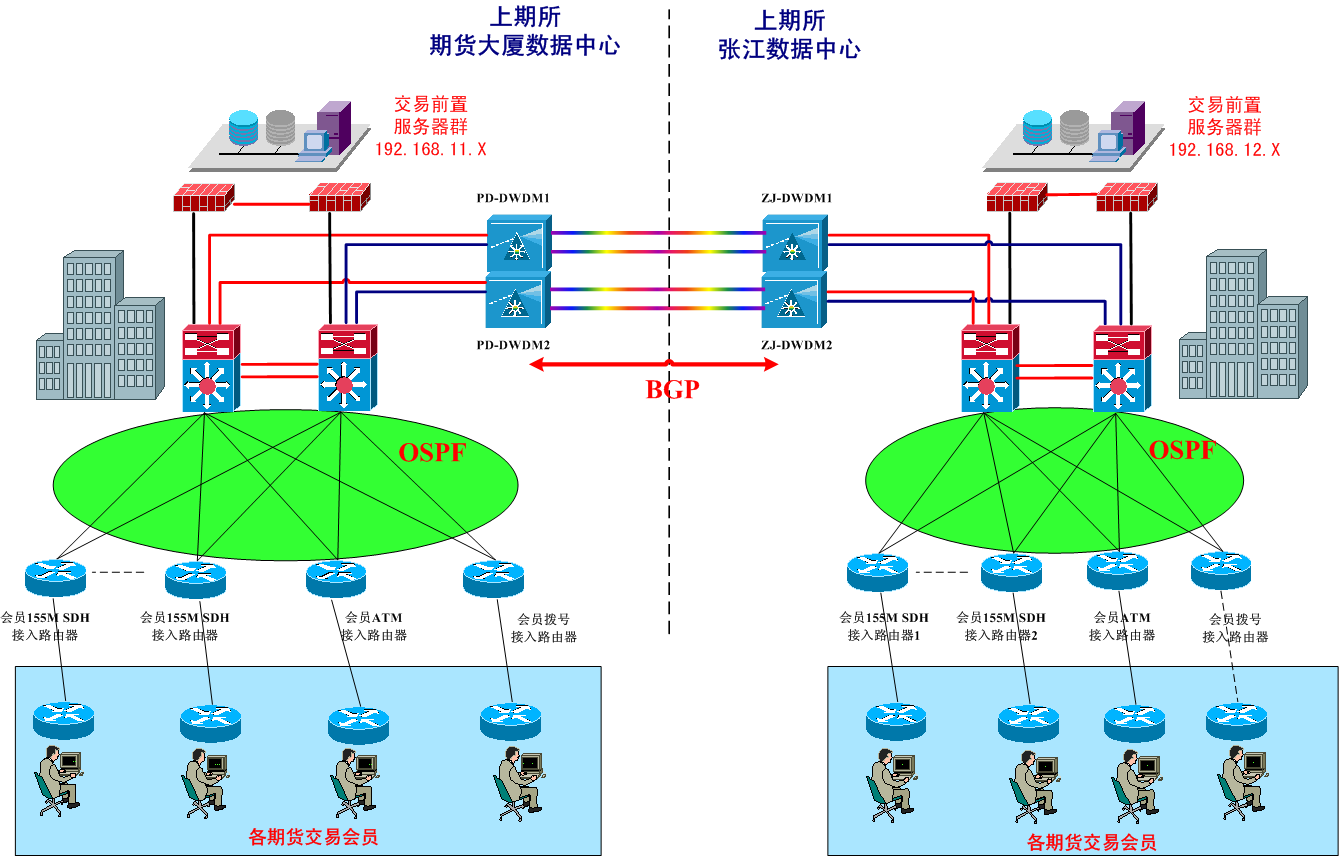 上期所
期货大厦数据中心
上期所
张江数据中心
交易前置
服务器群
192.168.11.X
交易前置
服务器群
192.168.12.X
PD-DWDM1
ZJ-DWDM1
PD-DWDM2
ZJ-DWDM2
BGP
OSPF
OSPF
会员155M SDH
接入路由器
会员155M SDH
接入路由器
会员ATM
接入路由器
会员拨号
接入路由器
会员155M SDH
接入路由器1
会员155M SDH
接入路由器2
会员ATM
接入路由器
会员拨号
接入路由器
各期货交易会员
各期货交易会员